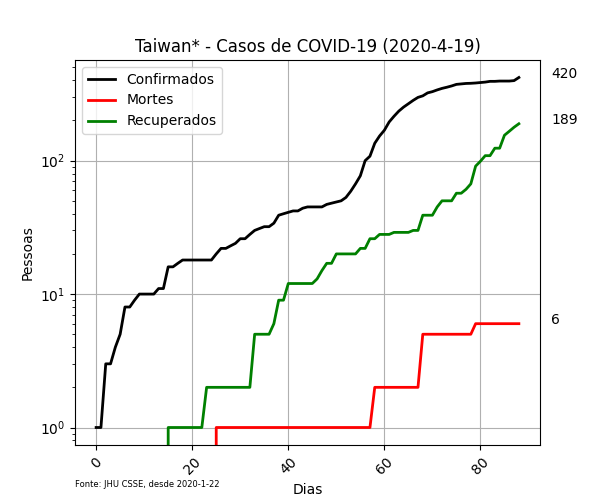 Taiwan* - Casos de COVID-19 (2020-4-19)
Confirmados
Mortes
Recuperados
420
189
6
10²
10¹
10⁰
Pessoas
0
20
40
60
80
Dias
Fonte: JHU CSSE, desde 2020-1-22